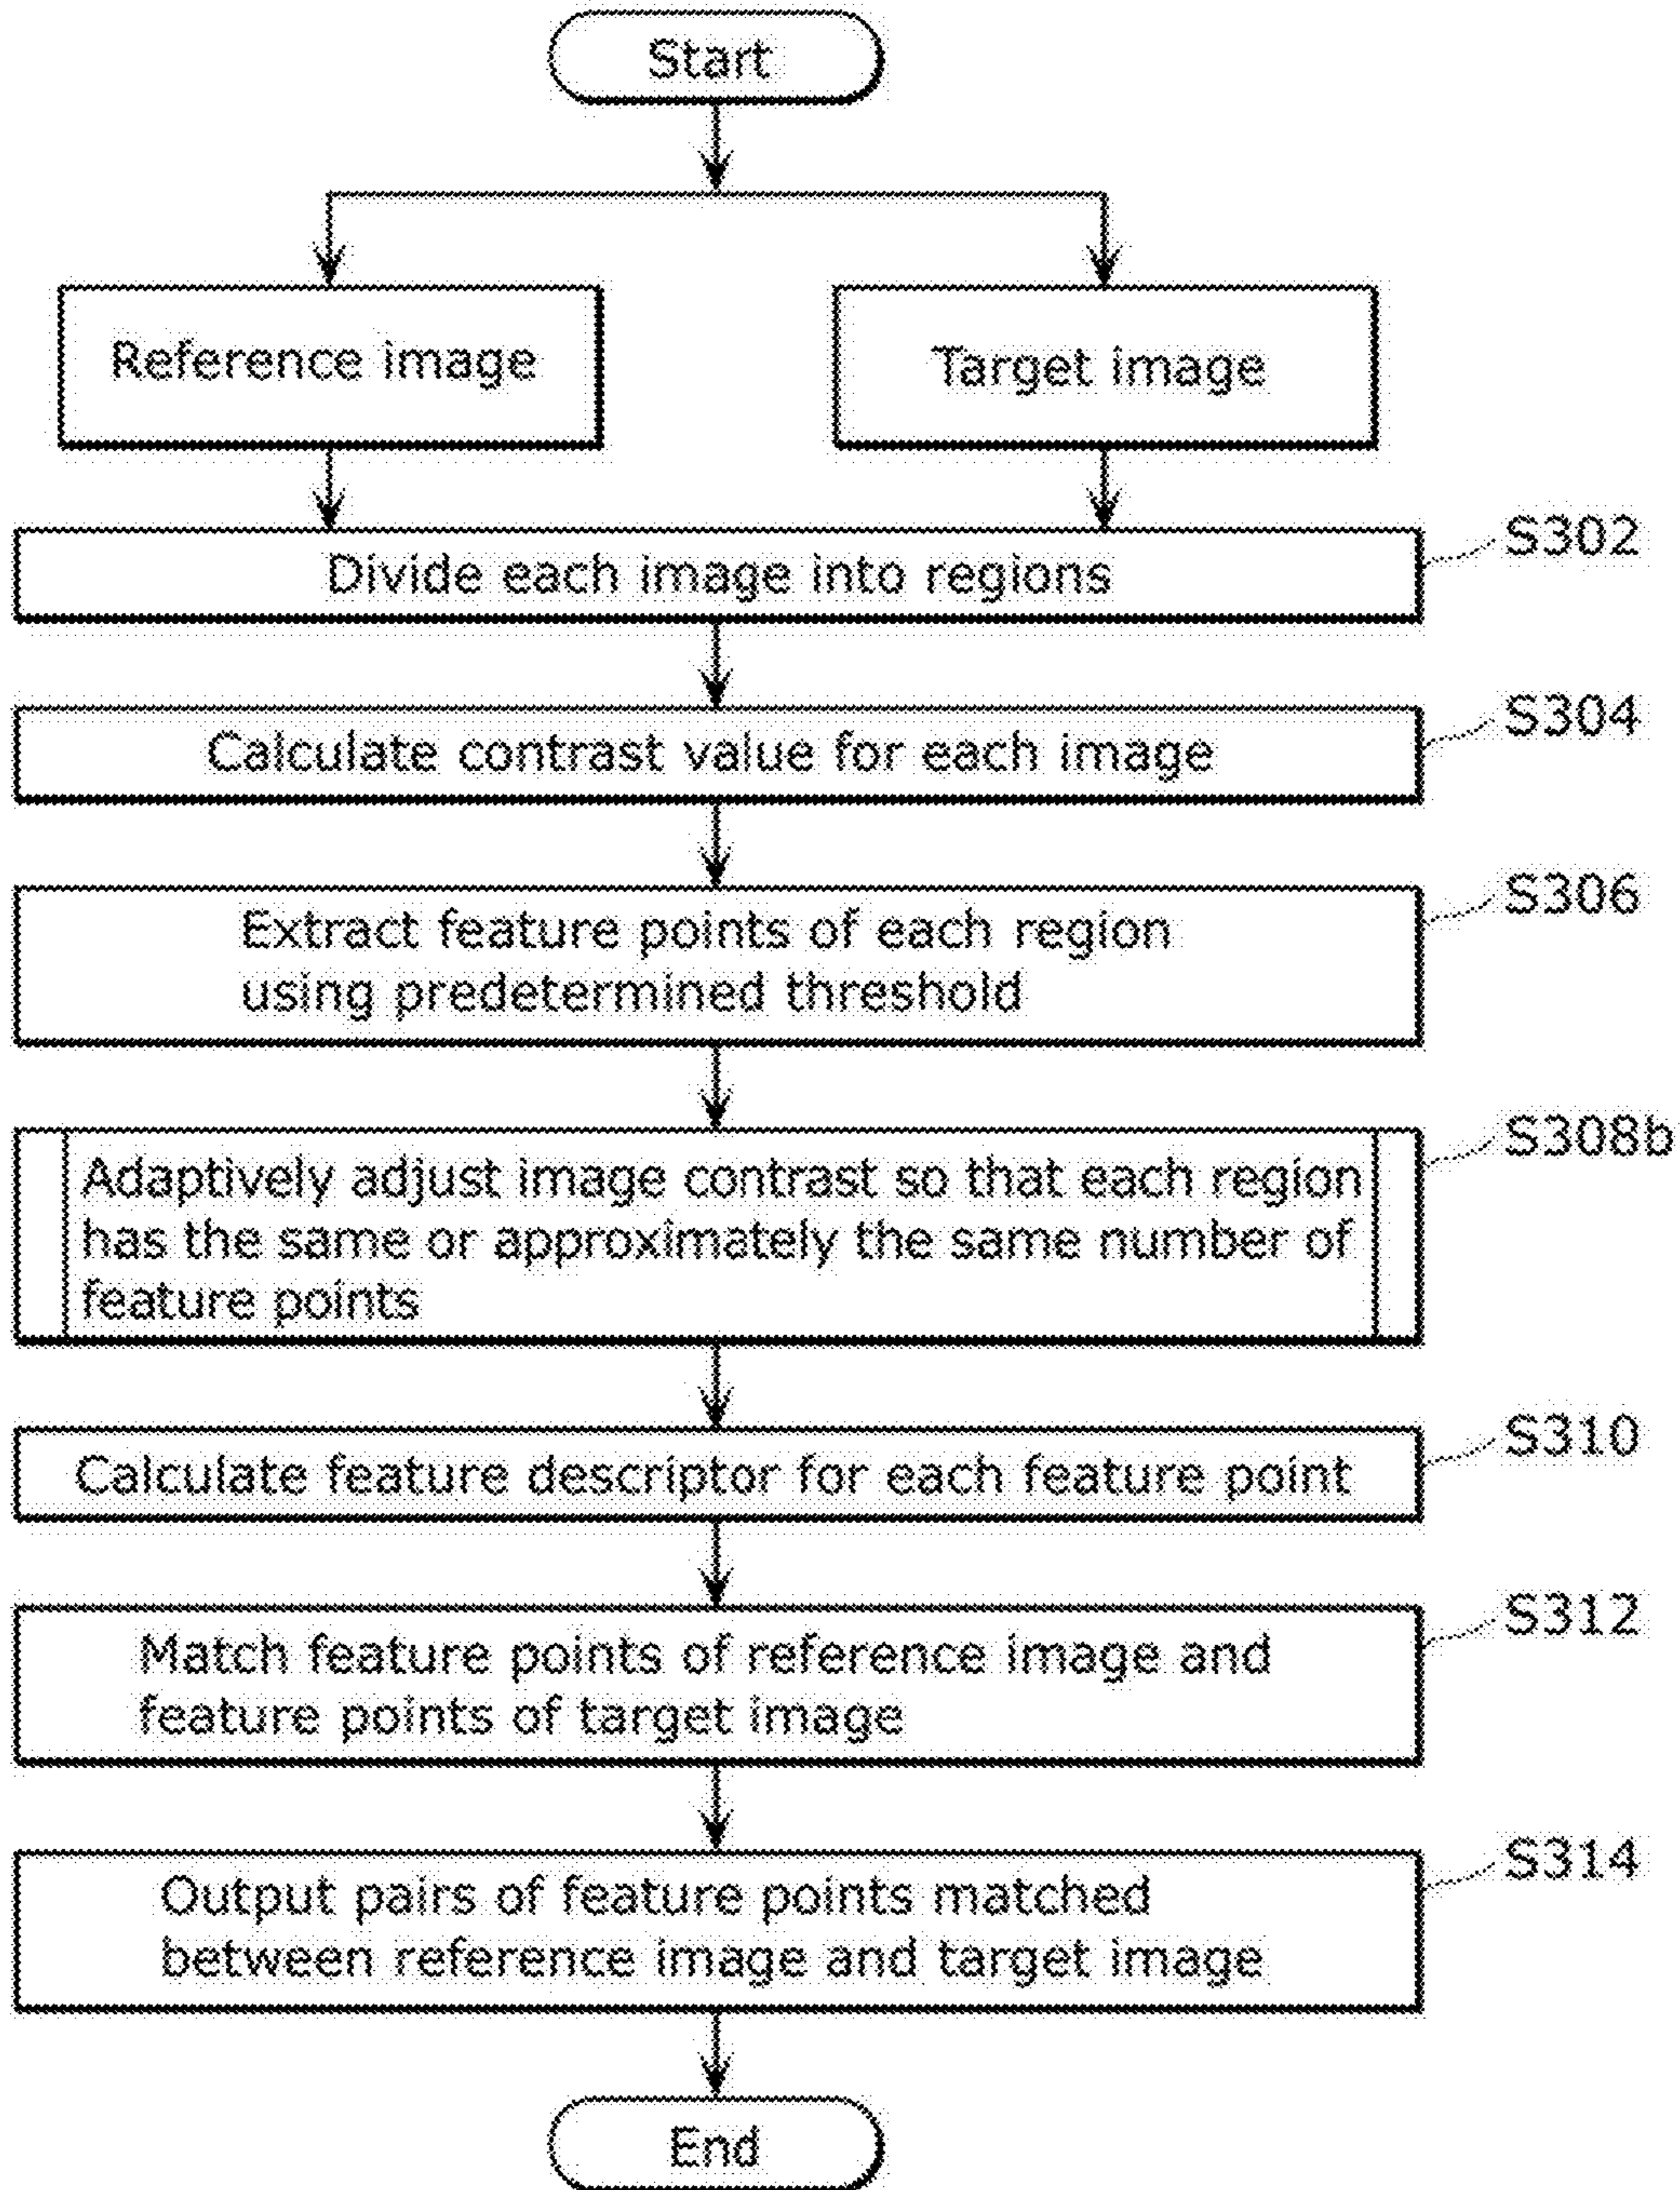 Start
Reference image
Target image
Divide each image into regions
S302
Calculate contrast value for each image
S304
Extract feature points of each region
using predetermined threshold
S306
Adaptively adjust image contrast so that each region
has the same or approximately the same number of
feature points
S308b
Calculate feature descriptor for each feature point
S310
Match feature points of reference image and
feature points of target image
S312
Output pairs of feature points matched
between reference image and target image
S314
End